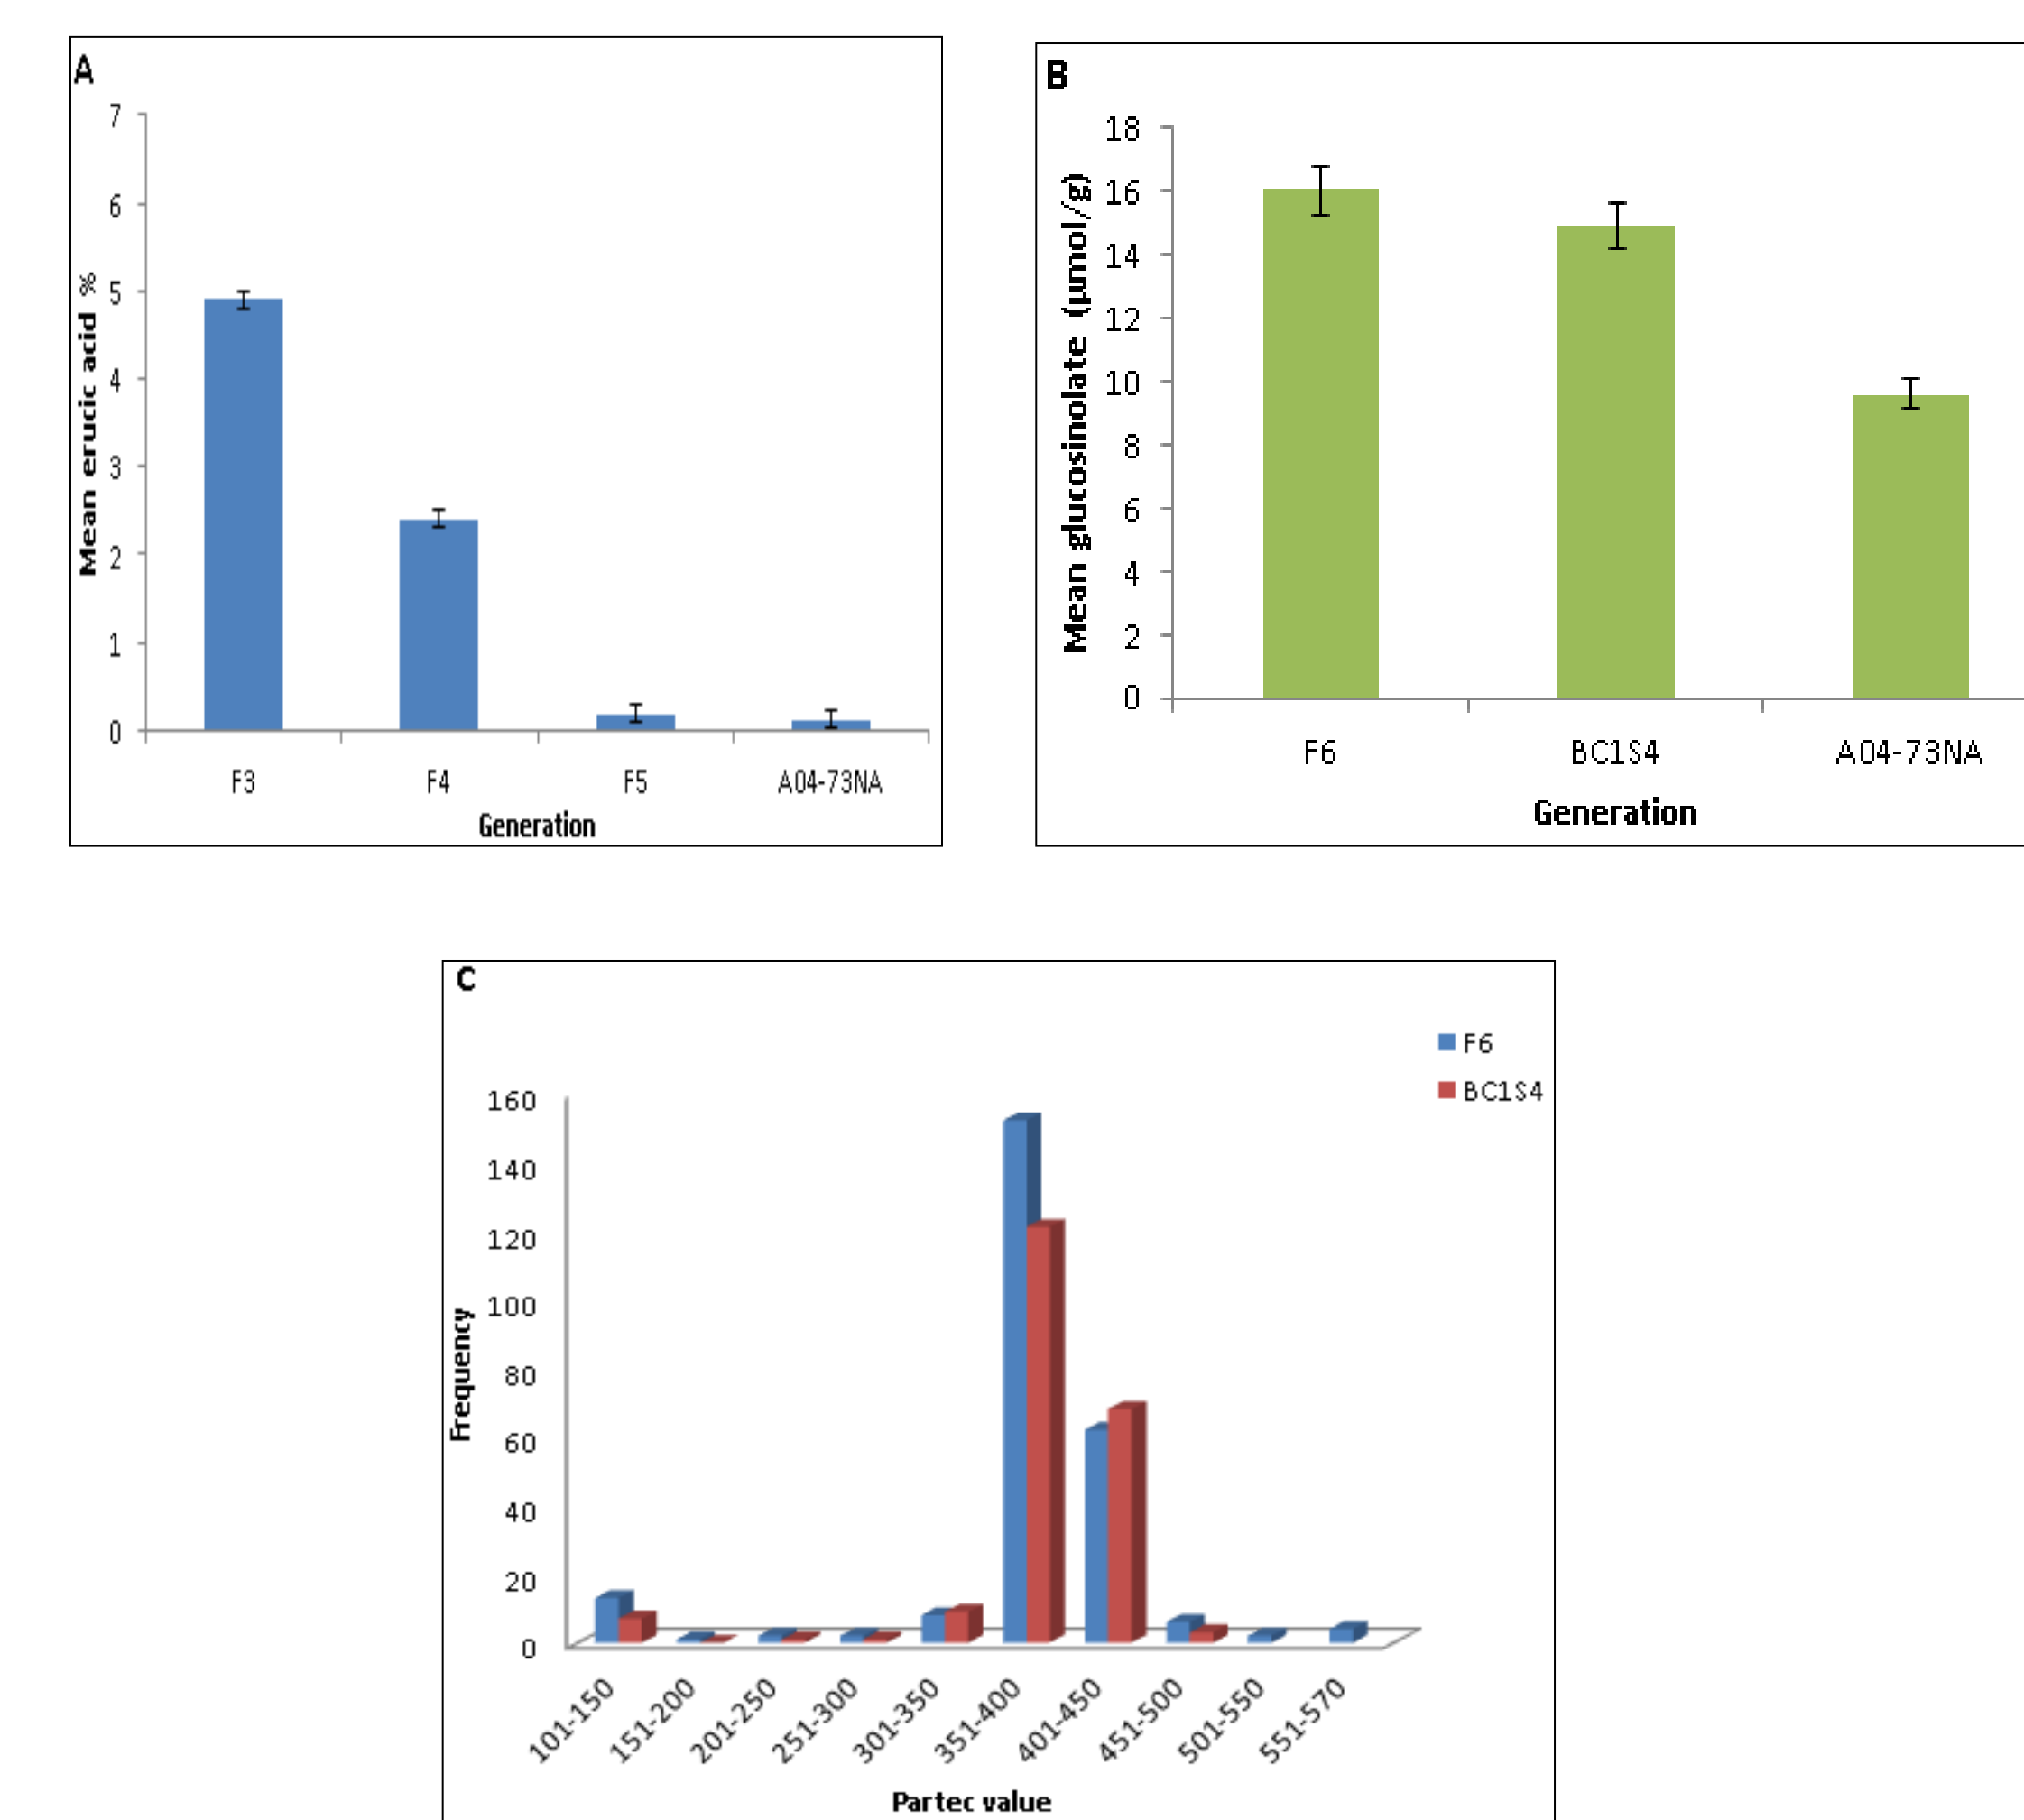 A
7
6
5
4
3
2
1
0
Mean erucic acid %
F3 F4 F5 A04-73NA
Generation
B
18
16
14
12
10
8
6
4
2
0
Mean glucosinolate (µmol/g)
F6 BC1S4 A04-73NA
Generation
C
F6
BC1S4
160
140
120
100
80
60
40
20
0
Frequency
101-150 151-200 201-250 251-300 301-350 351-400 401-450 451-500 501-550 551-570
Partec value